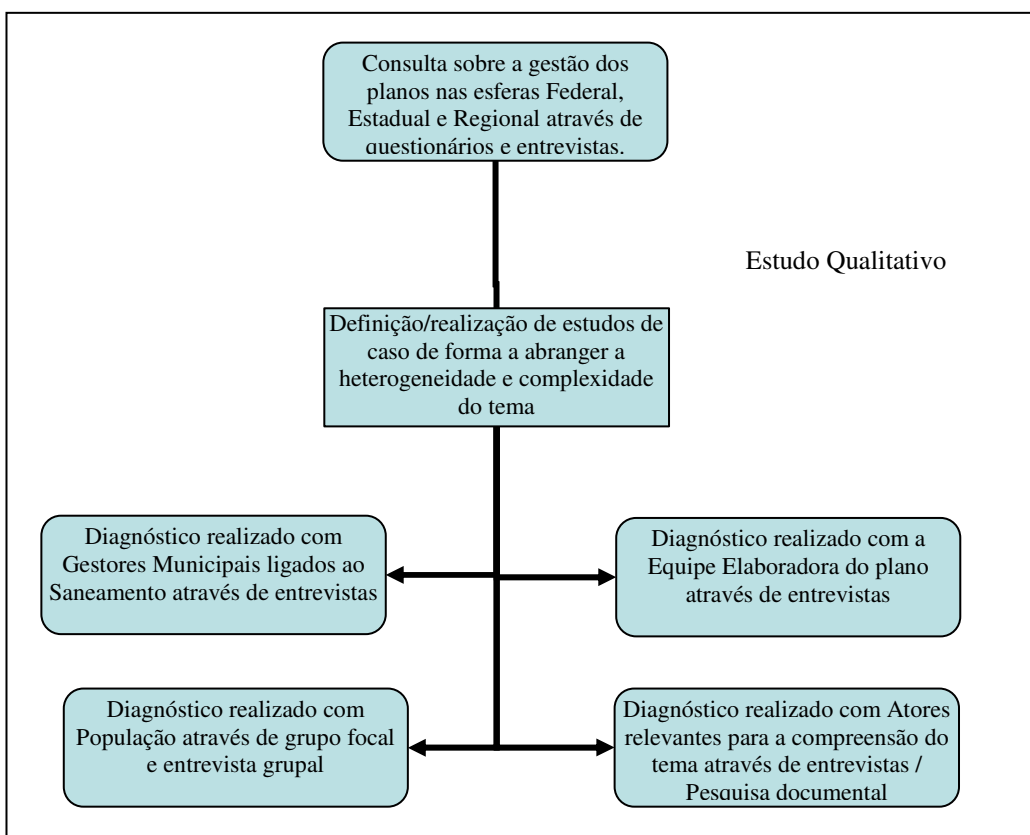 Consulta sobre a gestão dos
planos nas esferas Federal,
Estadual e Regional através de
questionários e entrevistas.
Estudo Qualitativo
Definição/realização de estudos de
caso de forma a abranger a
heterogeneidade e complexidade
do tema
Diagnóstico realizado com
Gestores Municipais ligados ao
Saneamento através de entrevistas
Diagnóstico realizado com a
Equipe Elaboradora do plano
através de entrevistas
Diagnóstico realizado com
População através de grupo focal
e entrevista grupal
Diagnóstico realizado com Atores
relevantes para a compreensão do
tema através de entrevistas /
Pesquisa documental